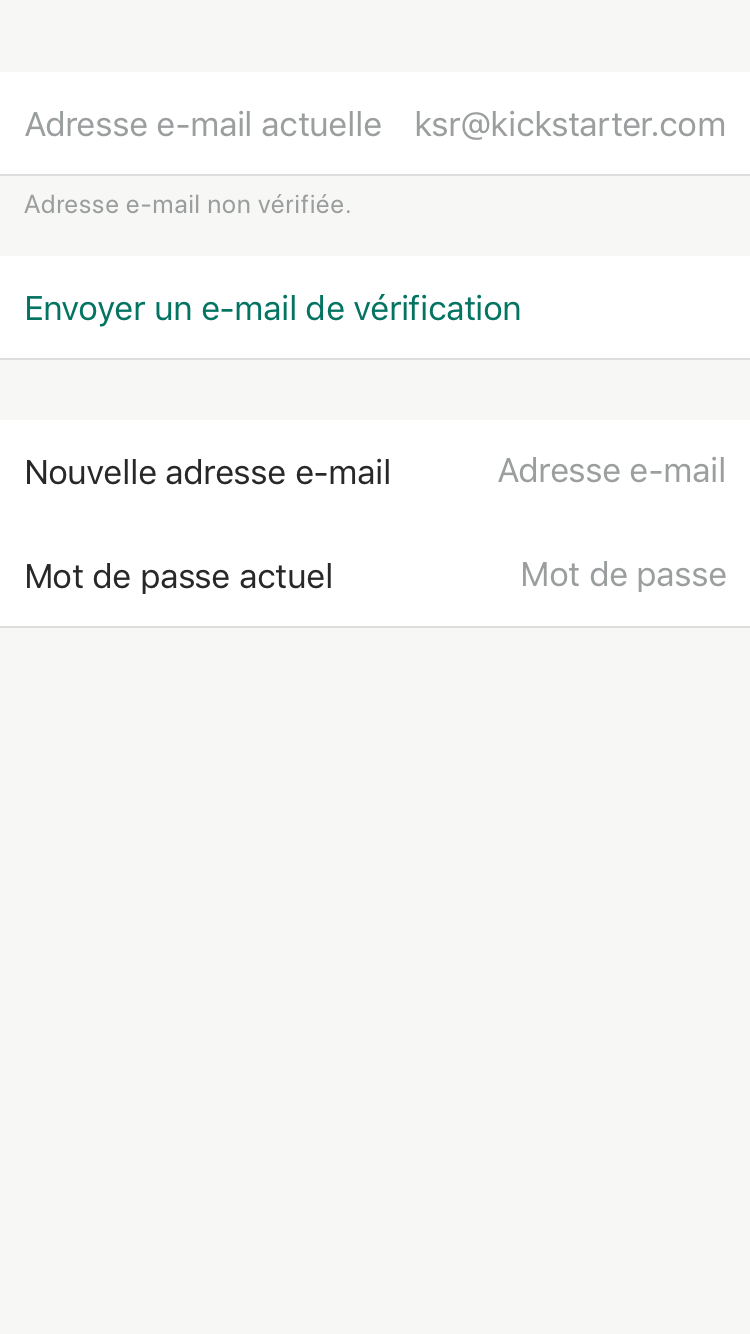 Adresse e-mail actuelle ksr@kickstarter.com
Adresse e-mail non vérifiée.
Envoyer un e-mail de vérification
Nouvelle adresse e-mail Adresse e-mail
Mot de passe actuel Mot de passe